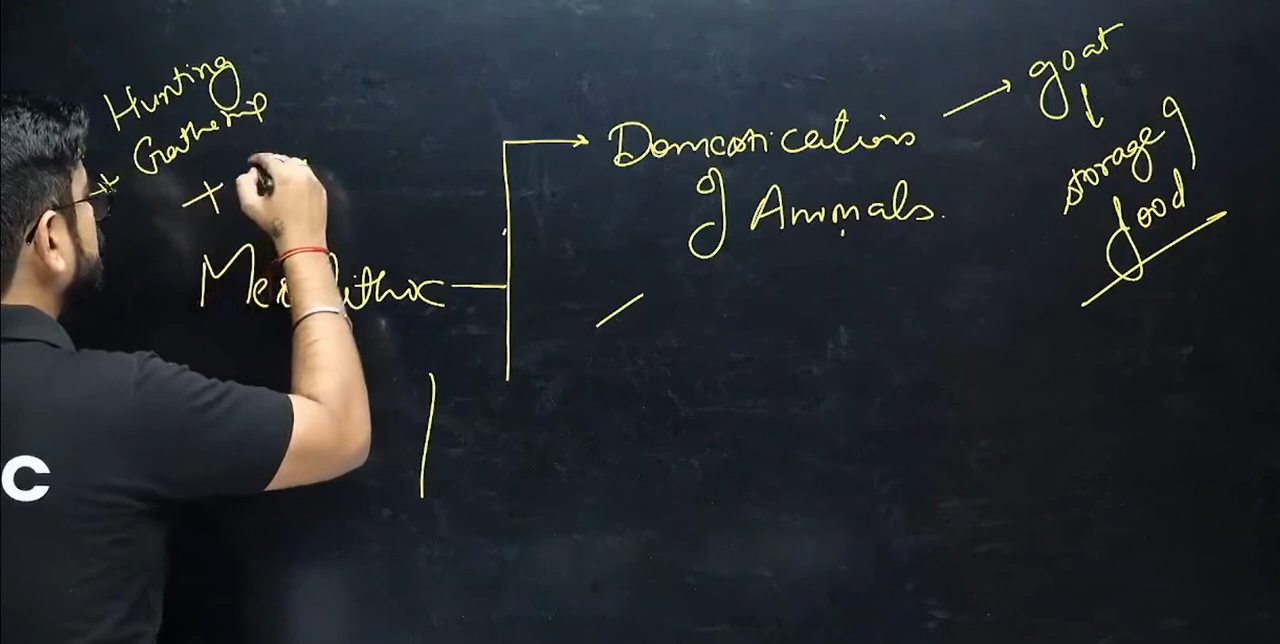 Hunting
Gathering
+
Domestication
of Animals.
goat
storage of
food
C